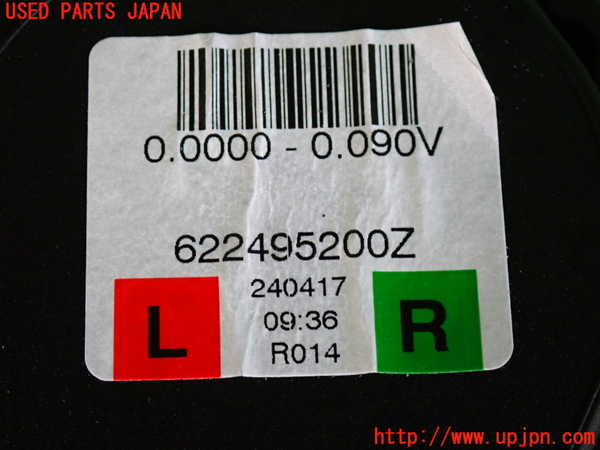 USED PARTS JAPAN
0.0000 - 0.090V
622495200Z
L
240417
09:36
R014
R
http://www.upjpn.com/